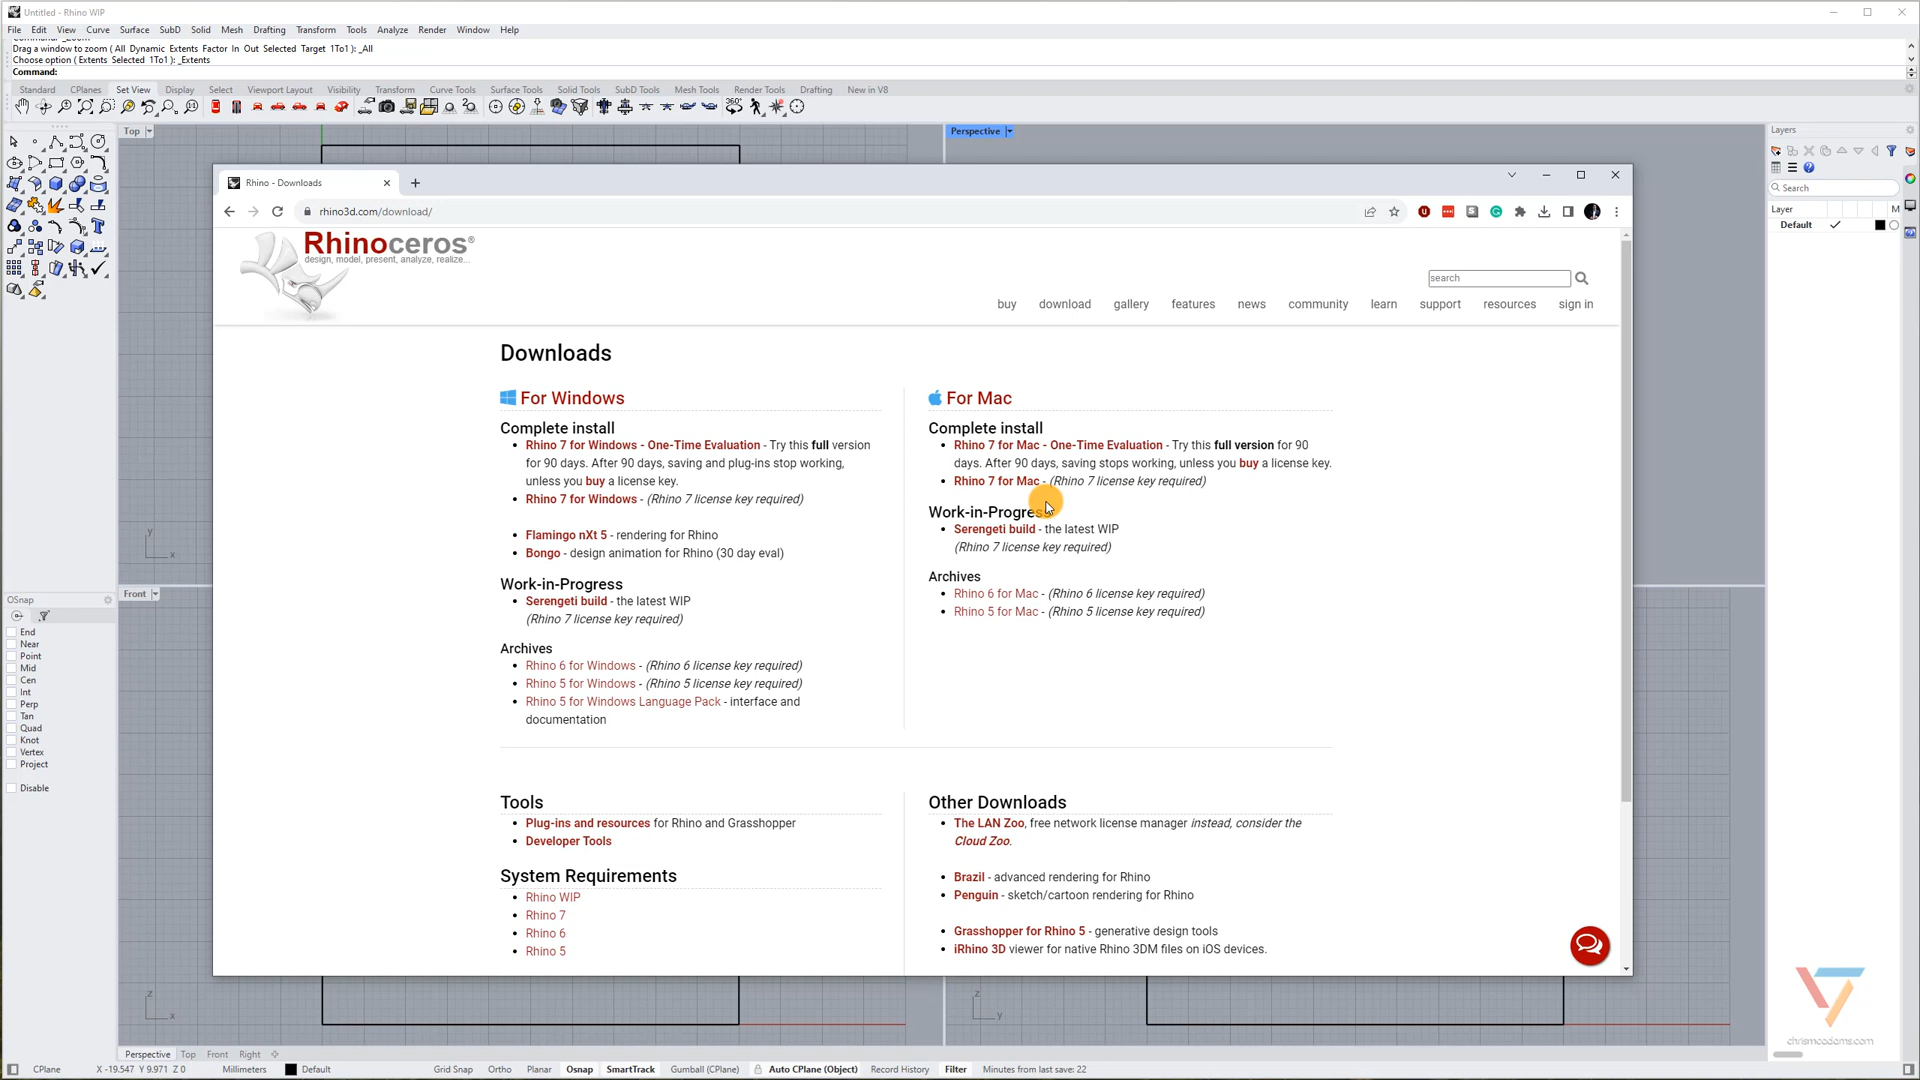 Untitled - Rhino WIP
File Edit View Curve Surface SubD Solid Mesh Drafting Transform Tools Analyze Render Window Help
Drag a window to zoom ( All Dynamic Extents Factor In Out Selected Target 1To1 ): _All
Choose option ( Extents Selected 1To1 ): _Extents
Command:
Standard CPlanes Set View Display Select Viewport Layout Visibility Transform Curve Tools Surface Tools Solid Tools SubD Tools Mesh Tools Render Tools Drafting New in V8
Top
Perspective
Layers
Search
Layer M
Default
Rhino - Downloads
rhino3d.com/download/
Rhinoceros®
design, model, present, analyze, realize...
search
buy download gallery features news community learn support resources sign in
Downloads
For Windows
Complete install
Rhino 7 for Windows - One-Time Evaluation - Try this full version
for 90 days. After 90 days, saving and plug-ins stop working,
unless you buy a license key.
Rhino 7 for Windows - (Rhino 7 license key required)
Flamingo nXt 5 - rendering for Rhino
Bongo - design animation for Rhino (30 day eval)
Work-in-Progress
Serengeti build - the latest WIP
(Rhino 7 license key required)
Archives
Rhino 6 for Windows - (Rhino 6 license key required)
Rhino 5 for Windows - (Rhino 5 license key required)
Rhino 5 for Windows Language Pack - interface and
documentation
For Mac
Complete install
Rhino 7 for Mac - One-Time Evaluation - Try this full version for 90
days. After 90 days, saving stops working, unless you buy a license key.
Rhino 7 for Mac - (Rhino 7 license key required)
Work-in-Progress
Serengeti build - the latest WIP
(Rhino 7 license key required)
Archives
Rhino 6 for Mac - (Rhino 6 license key required)
Rhino 5 for Mac - (Rhino 5 license key required)
Tools
Plug-ins and resources for Rhino and Grasshopper
Developer Tools
System Requirements
Rhino WIP
Rhino 7
Rhino 6
Rhino 5
Other Downloads
The LAN Zoo, free network license manager instead, consider the
Cloud Zoo.
Brazil - advanced rendering for Rhino
Penguin - sketch/cartoon rendering for Rhino
Grasshopper for Rhino 5 - generative design tools
iRhino 3D viewer for native Rhino 3DM files on iOS devices.
y
x
Front
OSnap
End
Near
Point
Mid
Cen
Int
Perp
Tan
Quad
Knot
Vertex
Project
Disable
z
x
z
y
chrismcadams.com
Perspective Top Front Right
CPlane X -19.547 Y 9.971 Z 0 Millimeters Default Grid Snap Ortho Planar Osnap SmartTrack Gumball (CPlane) Auto CPlane (Object) Record History Filter Minutes from last save: 22